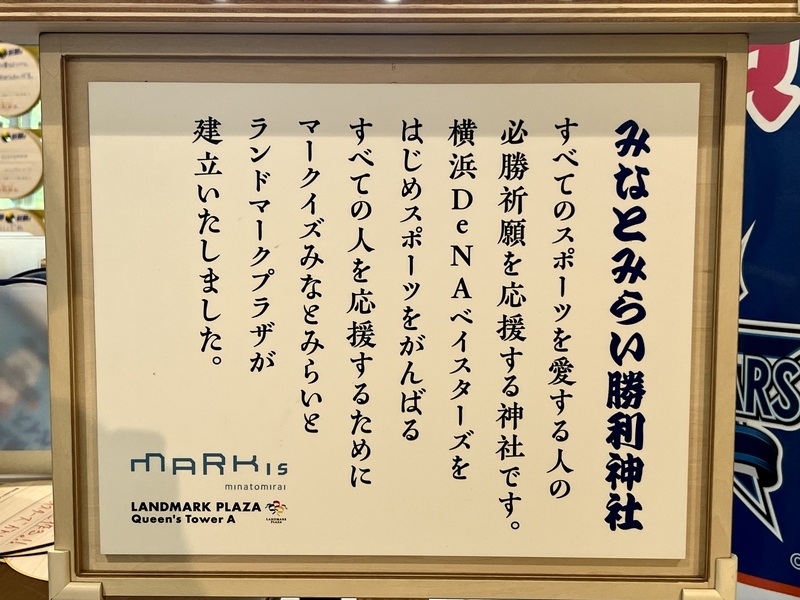 みなとみらい勝利神社
すべてのスポーツを愛する人の
必勝祈願を応援する神社です。
横浜DeNAベイスターズを
はじめスポーツをがんばる
すべての人を応援するために
マークイズみなとみらいと
ランドマークプラザが
建立いたしました。
MARK IS
minatomirai
LANDMARK PLAZA
Queen's Tower A
LANDMARK
PLAZA
ARS